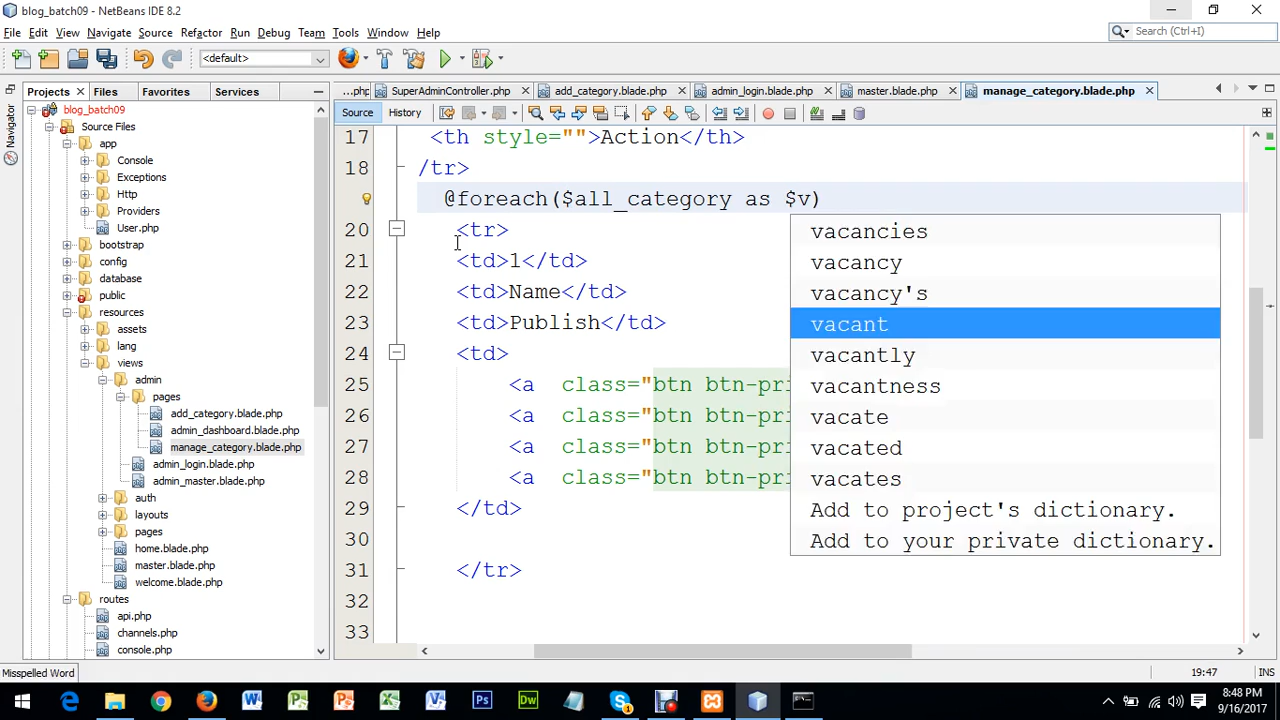 blog_batch09 - NetBeans IDE 8.2
File Edit View Navigate Source Refactor Run Debug Team Tools Window Help
Search (Ctrl+I)
<default>
Projects Files Favorites Services
...php SuperAdminController.php add_category.blade.php admin_login.blade.php master.blade.php manage_category.blade.php
Source History
Navigator
blog_batch09
Source Files
app
Console
Exceptions
Http
Providers
User.php
bootstrap
config
database
public
resources
assets
lang
views
admin
pages
add_category.blade.php
admin_dashboard.blade.php
manage_category.blade.php
admin_login.blade.php
admin_master.blade.php
auth
layouts
pages
home.blade.php
master.blade.php
welcome.blade.php
routes
api.php
channels.php
console.php
17 <th style="">Action</th>
18 /tr>
@foreach($all_category as $v)
20 <tr>
21 <td>1</td>
22 <td>Name</td>
23 <td>Publish</td>
24 <td>
25 <a class="btn btn-pri
26 <a class="btn btn-pri
27 <a class="btn btn-pri
28 <a class="btn btn-pri
29 </td>
30
31 </tr>
32
33
vacancies
vacancy
vacancy's
vacant
vacantly
vacantness
vacate
vacated
vacates
Add to project's dictionary.
Add to your private dictionary.
Misspelled Word
19:47 INS
8:48 PM
9/16/2017